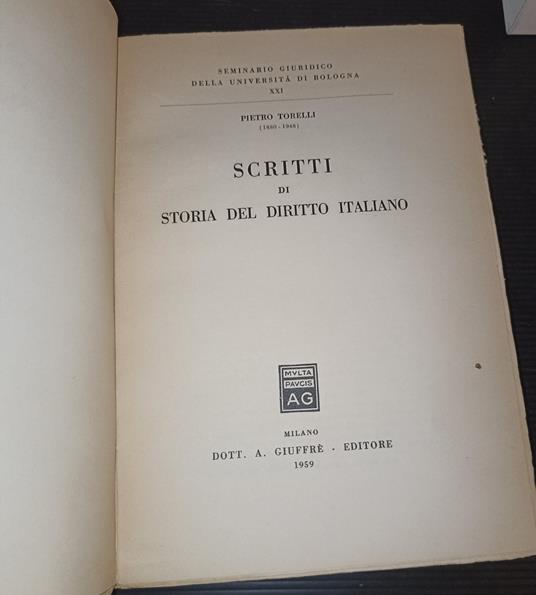 SEMINARIO GIURIDICO
DELLA UNIVERSITÀ DI BOLOGNA
XXI
PIETRO TORELLI
(1880-1948)
SCRITTI
DI
STORIA DEL DIRITTO ITALIANO
MVLTA
PAVCIS
AG
MILANO
DOTT. A. GIUFFRÈ - EDITORE
1959